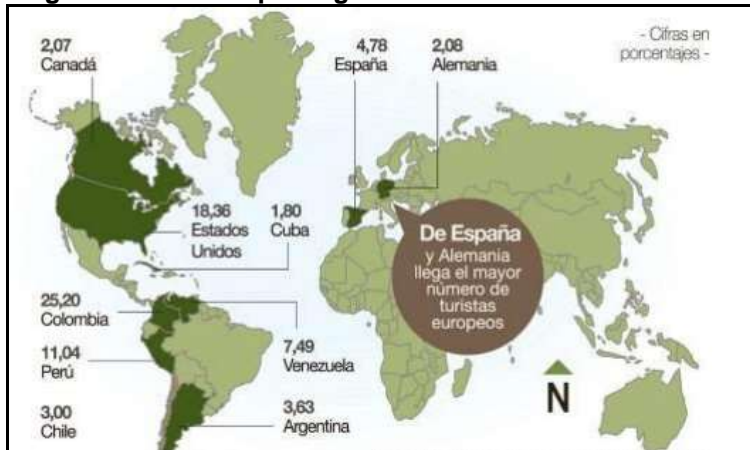 2,07
Canadá
4,78
España
2,08
Alemania
- Cifras en
porcentajes -
18,36
Estados
Unidos
1,80
Cuba
De España
y Alemania
llega el mayor
número de
turistas
europeos
25,20
Colombia
7,49
Venezuela
11,04
Perú
3,00
Chile
3,63
Argentina
N